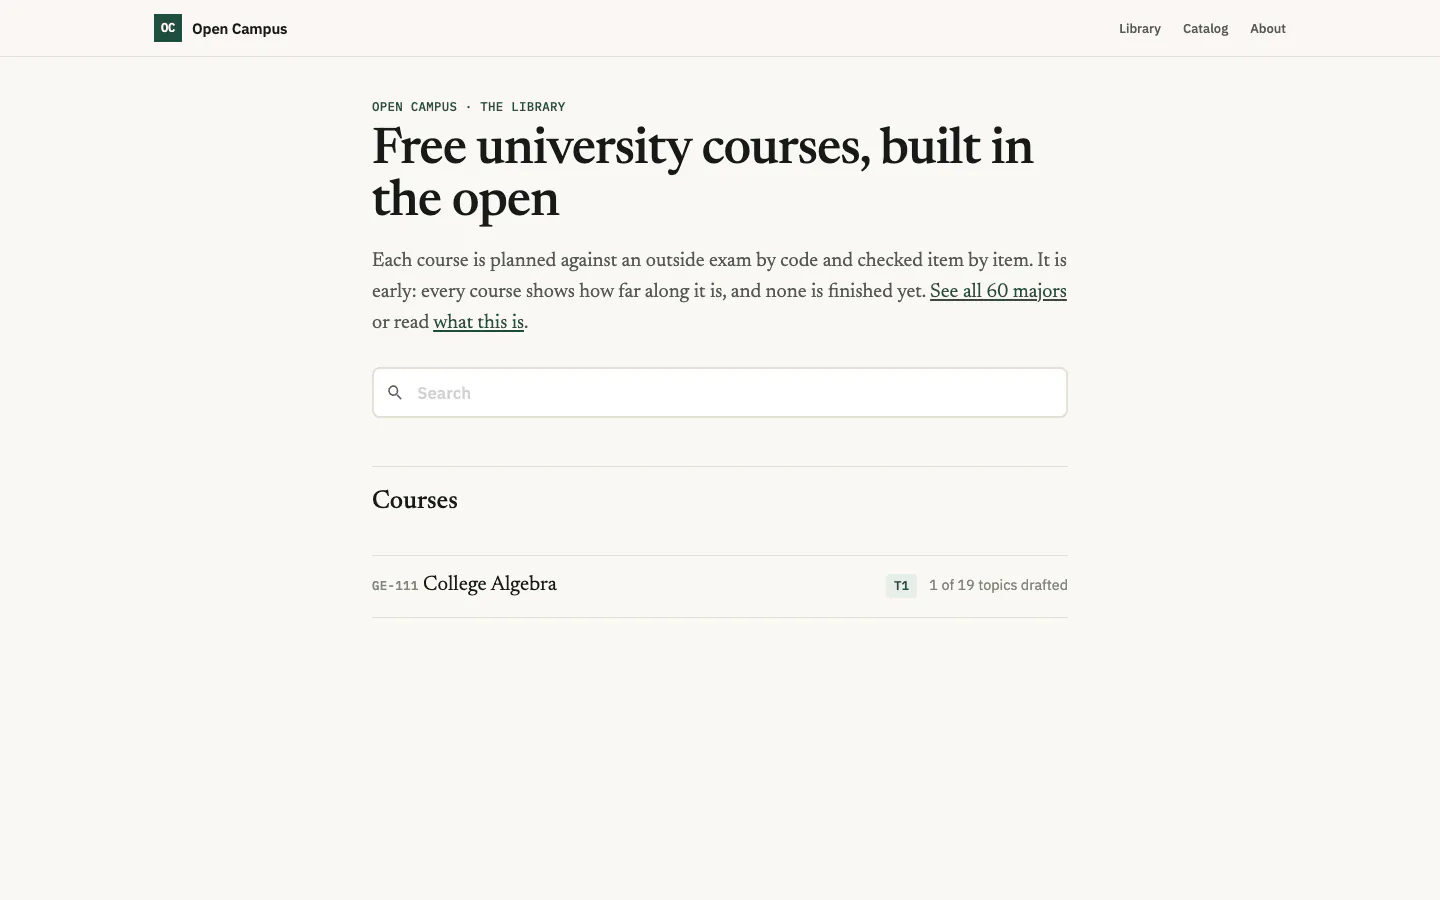 OC Open Campus
Library Catalog About
OPEN CAMPUS · THE LIBRARY
Free university courses, built in
the open
Each course is planned against an outside exam by code and checked item by item. It is
early: every course shows how far along it is, and none is finished yet. See all 60 majors
or read what this is.
Search
Courses
GE-111 College Algebra T1 1 of 19 topics drafted